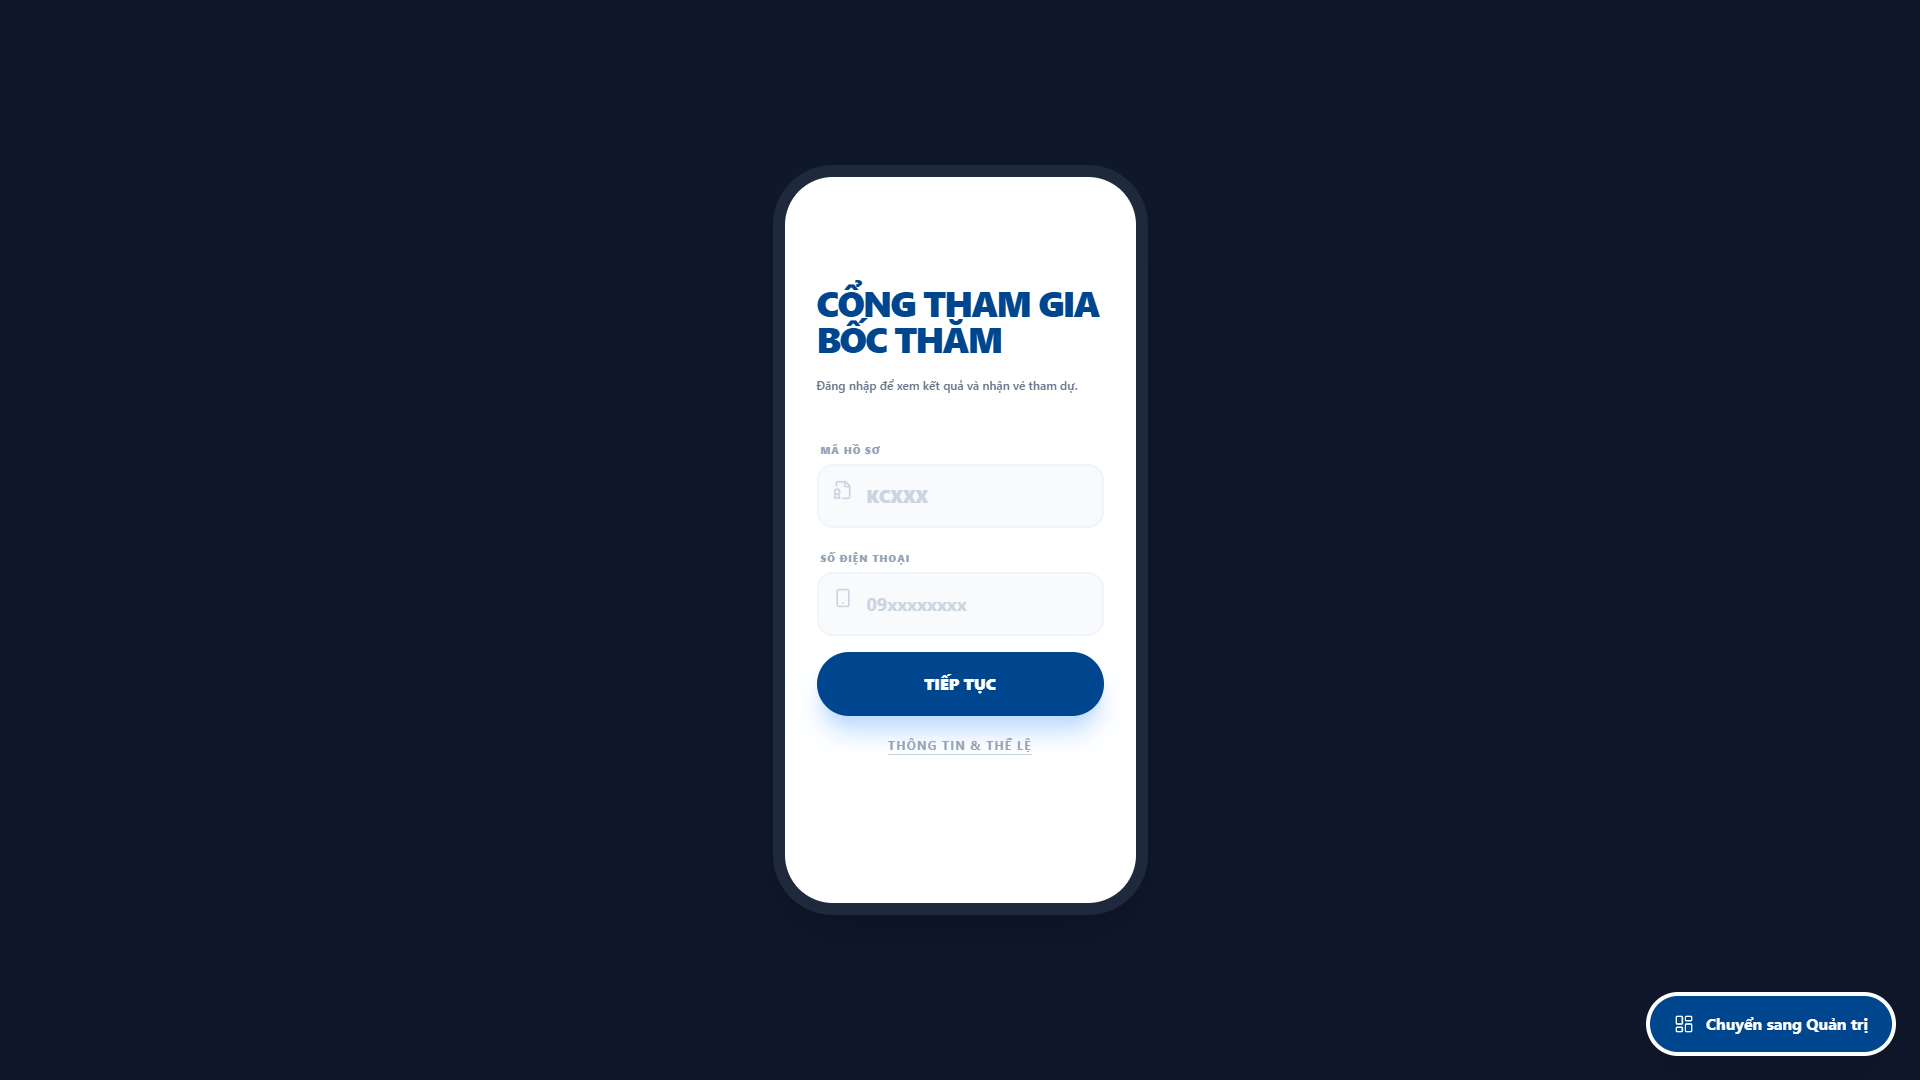 CỔNG THAM GIA
BỐC THĂM
Đăng nhập để xem kết quả và nhận vé tham dự.
MÃ HỒ SƠ
KCXXX
SỐ ĐIỆN THOẠI
09xxxxxxxx
TIẾP TỤC
THÔNG TIN & THỂ LỆ
Chuyển sang Quản trị